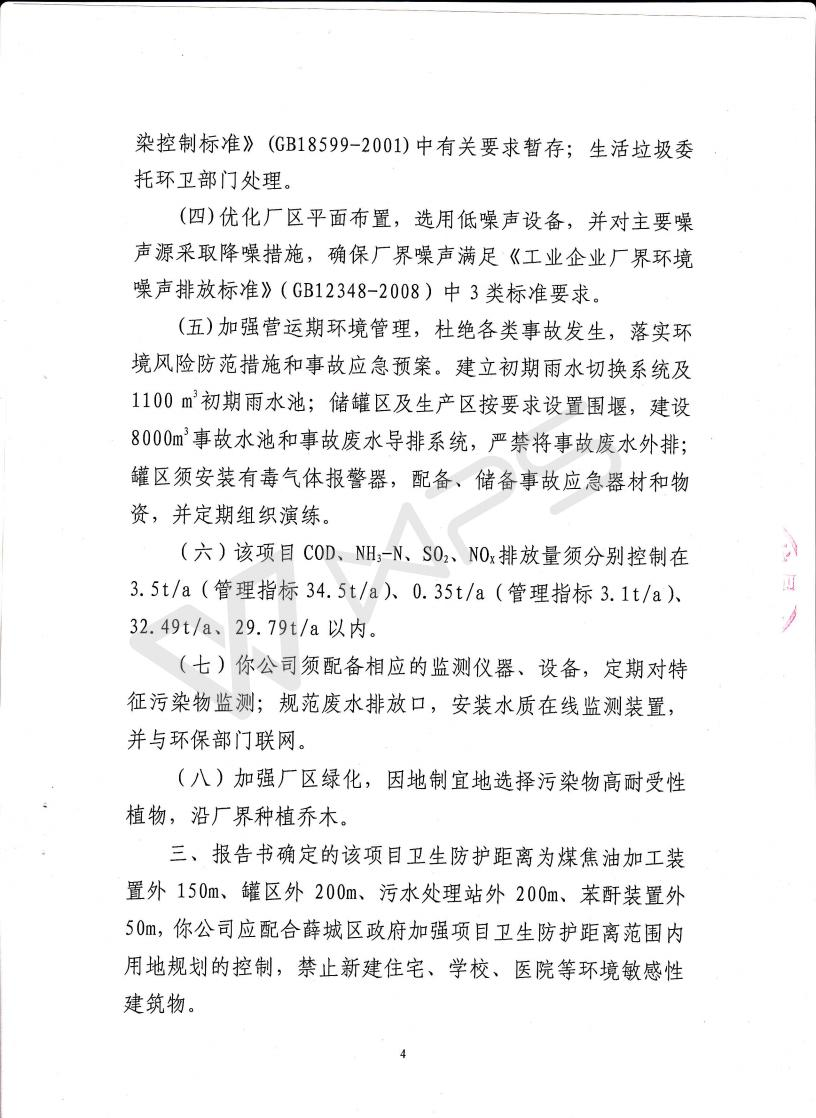 染控制标准》(GB18599-2001)中有关要求暂存；生活垃圾委
托环卫部门处理。
(四)优化厂区平面布置，选用低噪声设备，并对主要噪
声源采取降噪措施，确保厂界噪声满足《工业企业厂界环境
噪声排放标准》(GB12348-2008)中3类标准要求。
(五)加强营运期环境管理，杜绝各类事故发生，落实环
境风险防范措施和事故应急预案。建立初期雨水切换系统及
1100 m³初期雨水池；储罐区及生产区按要求设置围堰，建设
8000m³事故水池和事故废水导排系统，严禁将事故废水外排；
罐区须安装有毒气体报警器，配备、储备事故应急器材和物
资，并定期组织演练。
(六)该项目COD、NH₃-N、SO₂、NOx排放量须分别控制在
3.5t/a(管理指标34.5t/a)、0.35t/a(管理指标3.1t/a)、
32.49t/a、29.79t/a以内。
(七)你公司须配备相应的监测仪器、设备，定期对特
征污染物监测；规范废水排放口，安装水质在线监测装置，
并与环保部门联网。
(八)加强厂区绿化，因地制宜地选择污染物高耐受性
植物，沿厂界种植乔木。
三、报告书确定的该项目卫生防护距离为煤焦油加工装
置外150m、罐区外200m、污水处理站外200m、苯酐装置外
50m，你公司应配合薛城区政府加强项目卫生防护距离范围内
用地规划的控制，禁止新建住宅、学校、医院等环境敏感性
建筑物。
4
WPS